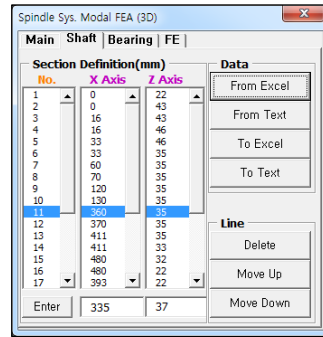 Spindle Sys. Modal FEA (3D)
Main Shaft Bearing FE
Section Definition(mm) Data
No. X Axis Z Axis
1 0 22
2 0 43
3 16 43
4 16 46
5 33 46
6 33 35
7 60 35
8 70 35
9 120 35
10 130 35
11 360 35
12 370 35
13 411 35
14 411 33
15 480 32
16 480 22
17 393 22
Enter 335 37
From Excel
From Text
To Excel
To Text
Line
Delete
Move Up
Move Down